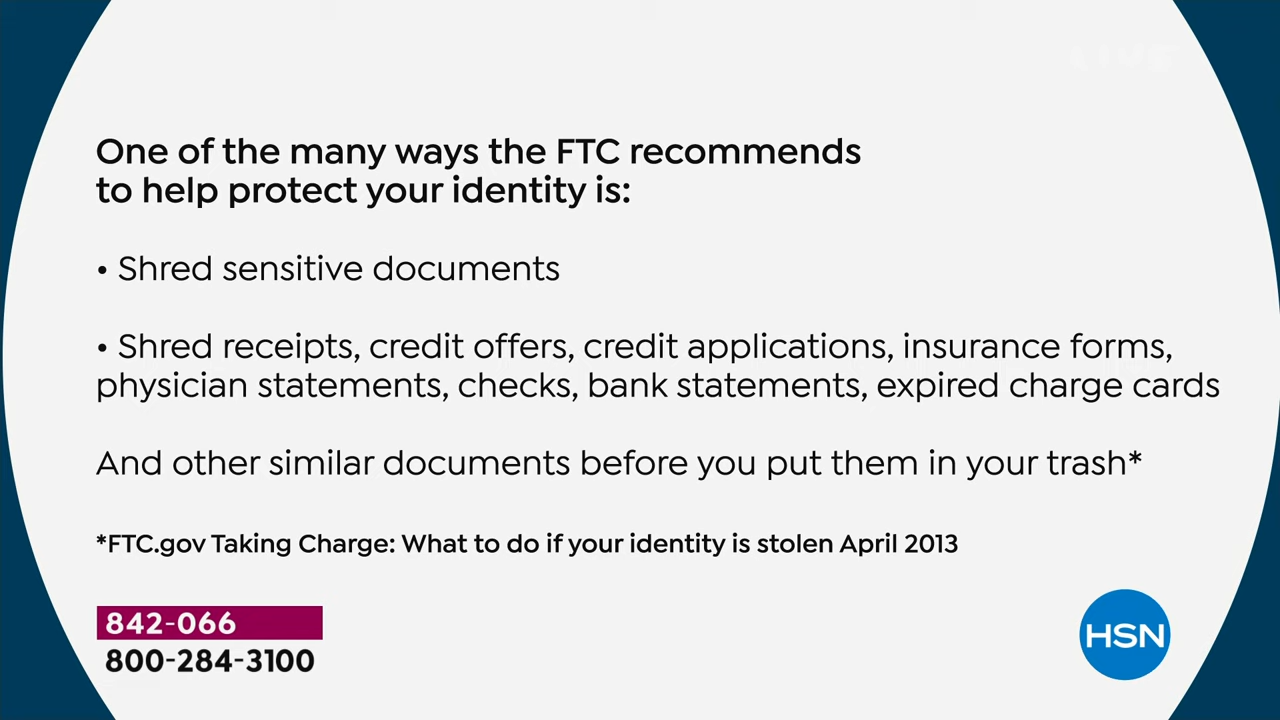 LIVE
One of the many ways the FTC recommends
to help protect your identity is:
• Shred sensitive documents
• Shred receipts, credit offers, credit applications, insurance forms,
physician statements, checks, bank statements, expired charge cards
And other similar documents before you put them in your trash*
*FTC.gov Taking Charge: What to do if your identity is stolen April 2013
842-066
800-284-3100
HSN